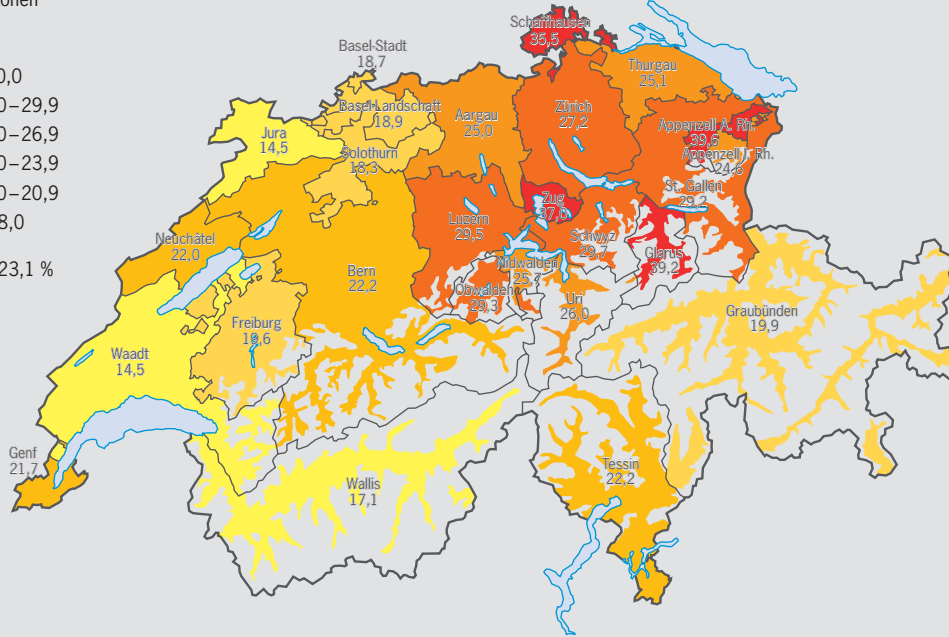 onen
0,0
0–29,9
0–26,9
0–23,9
0–20,9
8,0
23,1 %
Schaffhausen
35,5
Basel-Stadt
18,7
Thurgau
25,1
Basel-Landschaft
18,9
Aargau
25,0
Zürich
27,2
Jura
14,5
Appenzell A. Rh.
39,6
Solothurn
18,3
Appenzell I. Rh.
24,6
St. Gallen
29,2
Zug
37,0
Luzern
29,5
Neuchâtel
22,0
Schwyz
29,7
Glarus
39,2
Nidwalden
25,7
Bern
22,2
Obwalden
29,3
Uri
26,0
Graubünden
19,9
Freiburg
19,6
Waadt
14,5
Genf
21,7
Tessin
22,2
Wallis
17,1